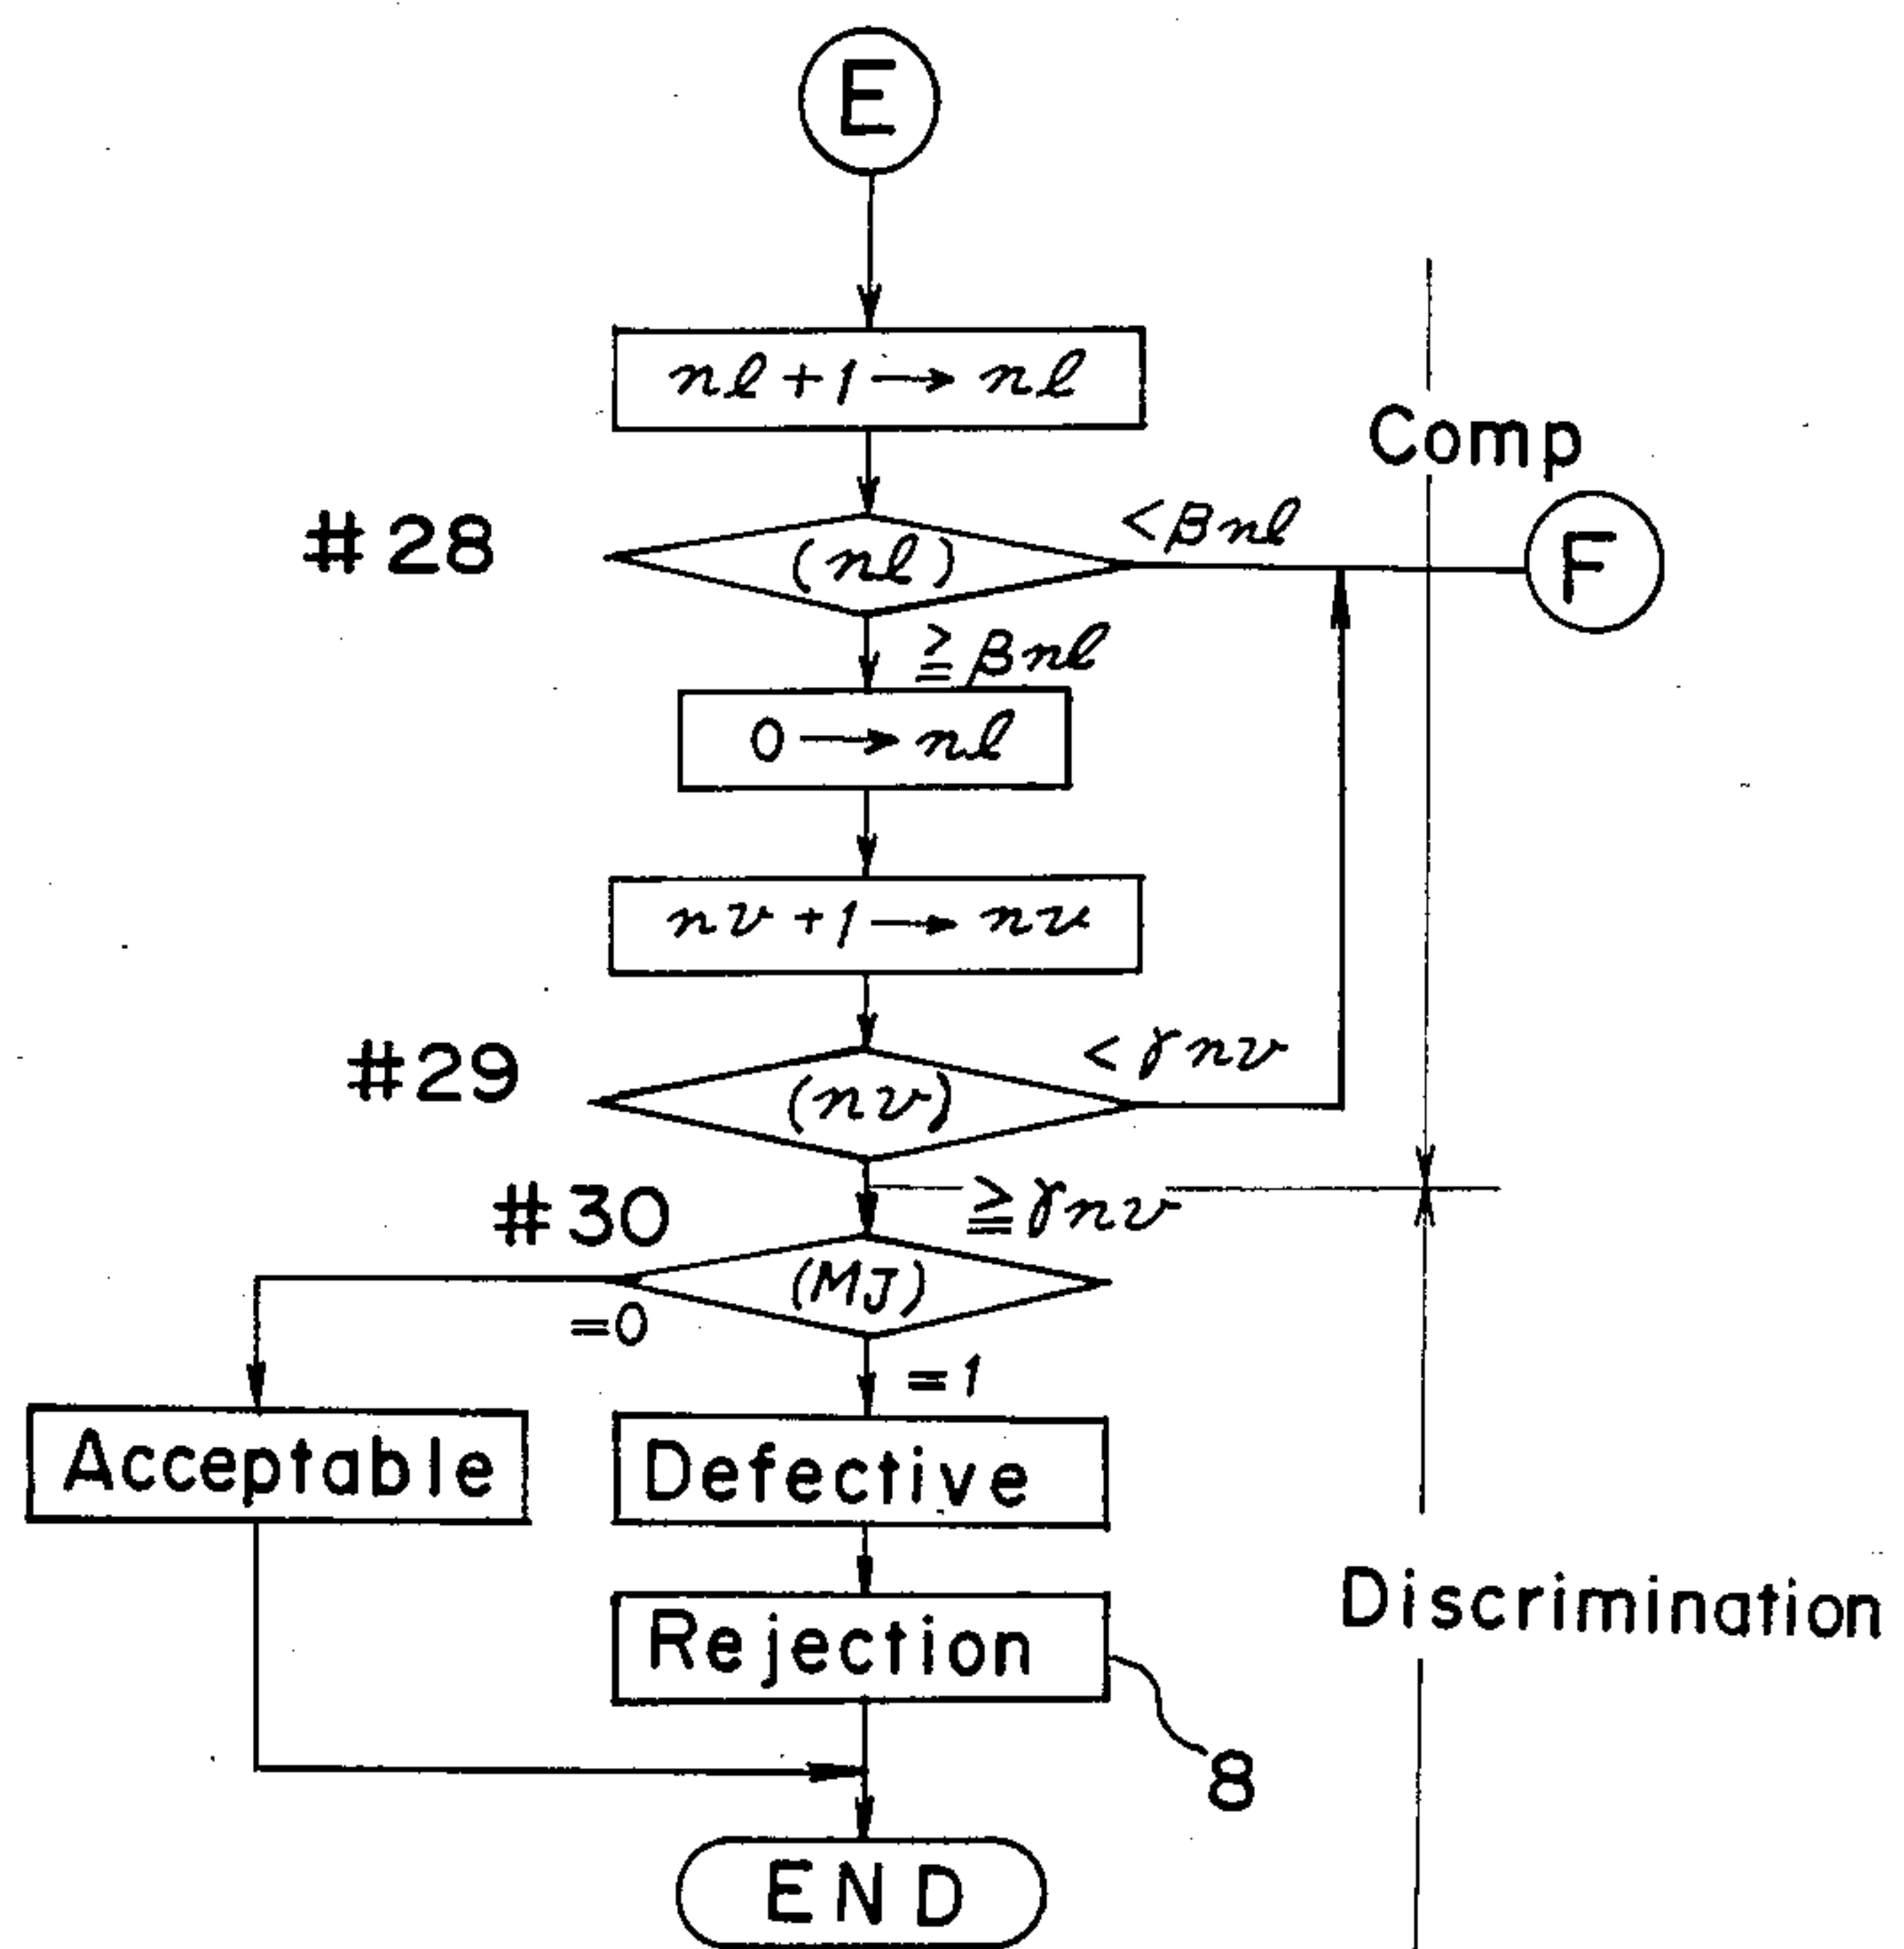 E
nl+1→nl
Comp
#28
(nl)
<βnl
F
≧βnl
0→nl
nv+1→nv
#29
(nv)
<γnv
#30
≧γnv
(MJ)
=0
=1
Acceptable
Defective
Discrimination
Rejection
8
END